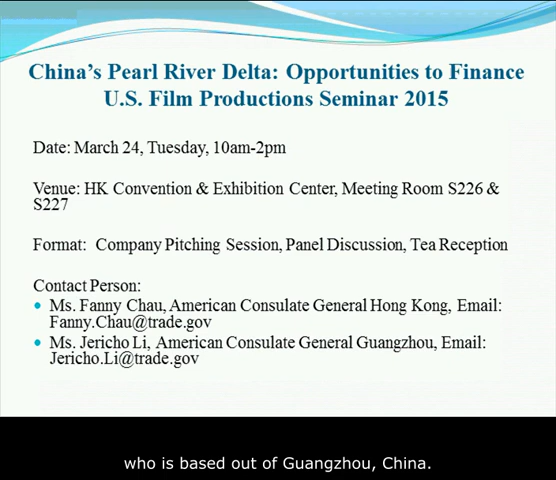 China’s Pearl River Delta: Opportunities to Finance
U.S. Film Productions Seminar 2015
Date: March 24, Tuesday, 10am-2pm
Venue: HK Convention & Exhibition Center, Meeting Room S226 &
S227
Format:  Company Pitching Session, Panel Discussion, Tea Reception
Contact Person:
• Ms. Fanny Chau, American Consulate General Hong Kong, Email:
Fanny.Chau@trade.gov
• Ms. Jericho Li, American Consulate General Guangzhou, Email:
Jericho.Li@trade.gov
who is based out of Guangzhou, China.